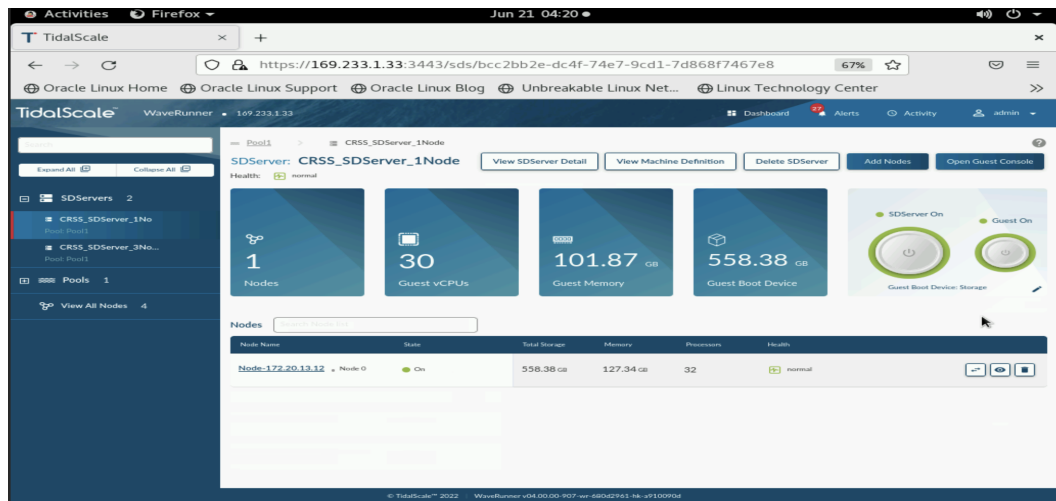 Activities Firefox Jun 21 04:20
TidalScale
https://169.233.1.33:3443/sds/bcc2bb2e-dc4f-74e7-9cd1-7d868f7467e8 67%
Oracle Linux Home Oracle Linux Support Oracle Linux Blog Unbreakable Linux Net... Linux Technology Center
TidalScale™ WaveRunner 169.233.1.33 Dashboard 27 Alerts Activity admin
Search
Expand All Collapse All
SDServers 2
CRSS_SDServer_1No
Pool: Pool1
CRSS_SDServer_3No...
Pool: Pool1
Pools 1
View All Nodes 4
Pool1 > CRSS_SDServer_1Node
SDServer: CRSS_SDServer_1Node View SDServer Detail View Machine Definition Delete SDServer Add Nodes Open Guest Console
Health: normal
1
Nodes
30
Guest vCPUs
101.87 GB
Guest Memory
558.38 GB
Guest Boot Device
SDServer On
Guest On
Guest Boot Device: Storage
Nodes Search Node list
Node Name State Total Storage Memory Processors Health
Node-172.20.13.12 Node 0 On 558.38 GB 127.34 GB 32 normal
© TidalScale™ 2022 WaveRunner v04.00.00-907-wr-680d2961-hk-a910090d